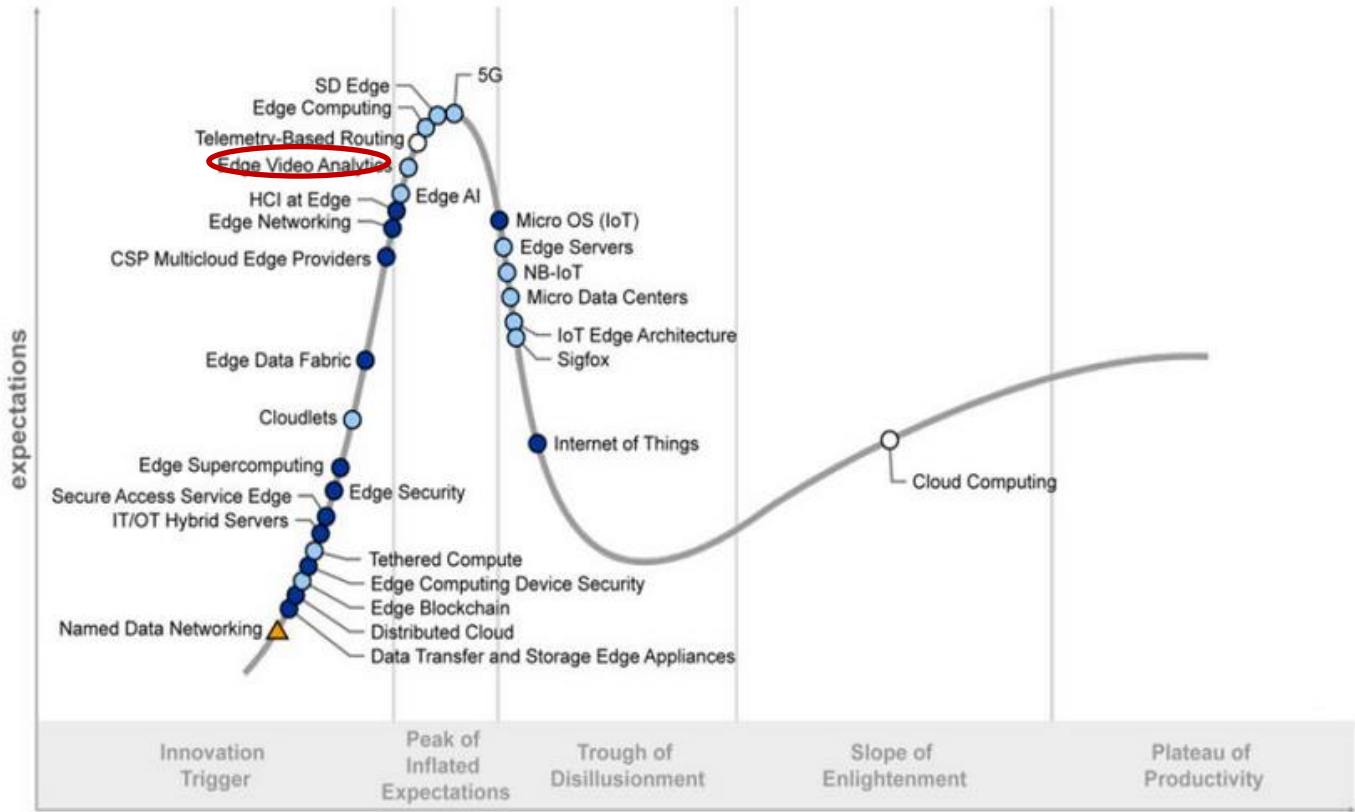 5G
SD Edge
Edge Computing
Telemetry-Based Routing
Edge Video Analytics
Edge AI
HCI at Edge
Edge Networking
CSP Multicloud Edge Providers
Edge Data Fabric
Cloudlets
Edge Supercomputing
Edge Security
Secure Access Service Edge
IT/OT Hybrid Servers
Tethered Compute
Edge Computing Device Security
Edge Blockchain
Distributed Cloud
Named Data Networking
Data Transfer and Storage Edge Appliances
Micro OS (IoT)
Edge Servers
NB-IoT
Micro Data Centers
IoT Edge Architecture
Sigfox
Internet of Things
Cloud Computing
expectations
Innovation
Trigger
Peak of
Inflated
Expectations
Trough of
Disillusionment
Slope of
Enlightenment
Plateau of
Productivity